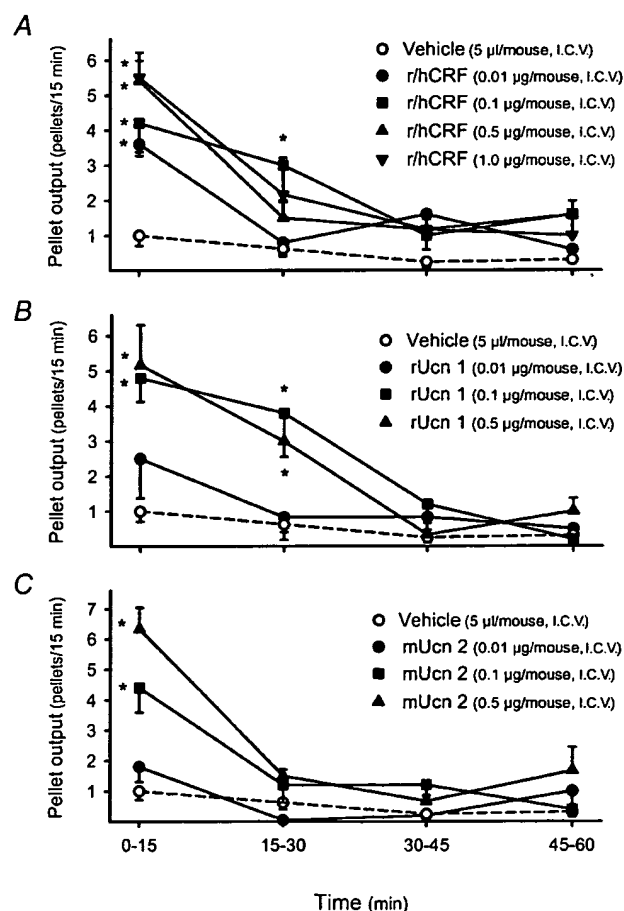 A
Pellet output (pellets/15 min)
6
5
4
3
2
1
*
*
*
*
*
Vehicle (5 µl/mouse, I.C.V.)
r/hCRF (0.01 µg/mouse, I.C.V.)
r/hCRF (0.1 µg/mouse, I.C.V.)
r/hCRF (0.5 µg/mouse, I.C.V.)
r/hCRF (1.0 µg/mouse, I.C.V.)
B
Pellet output (pellets/15 min)
6
5
4
3
2
1
*
*
*
*
Vehicle (5 µl/mouse, I.C.V.)
rUcn 1 (0.01 µg/mouse, I.C.V.)
rUcn 1 (0.1 µg/mouse, I.C.V.)
rUcn 1 (0.5 µg/mouse, I.C.V.)
C
Pellet output (pellets/15 min)
7
6
5
4
3
2
1
*
*
Vehicle (5 µl/mouse, I.C.V.)
mUcn 2 (0.01 µg/mouse, I.C.V.)
mUcn 2 (0.1 µg/mouse, I.C.V.)
mUcn 2 (0.5 µg/mouse, I.C.V.)
0-15 15-30 30-45 45-60
Time (min)